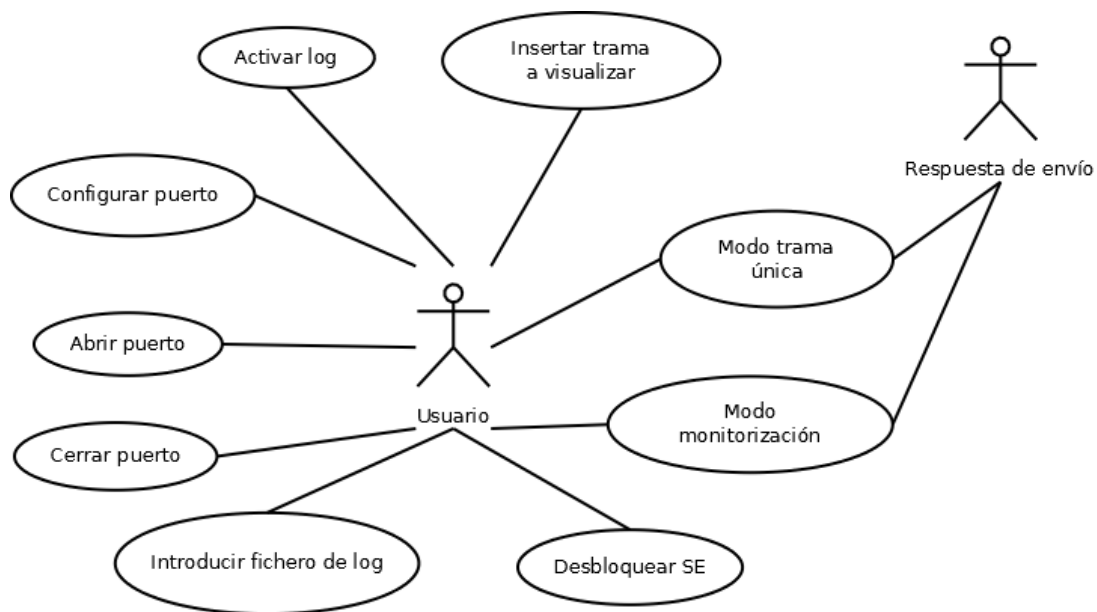 Activar log
Insertar trama
a visualizar
Respuesta de envío
Configurar puerto
Modo trama
única
Abrir puerto
Usuario
Modo
monitorización
Cerrar puerto
Introducir fichero de log
Desbloquear SE